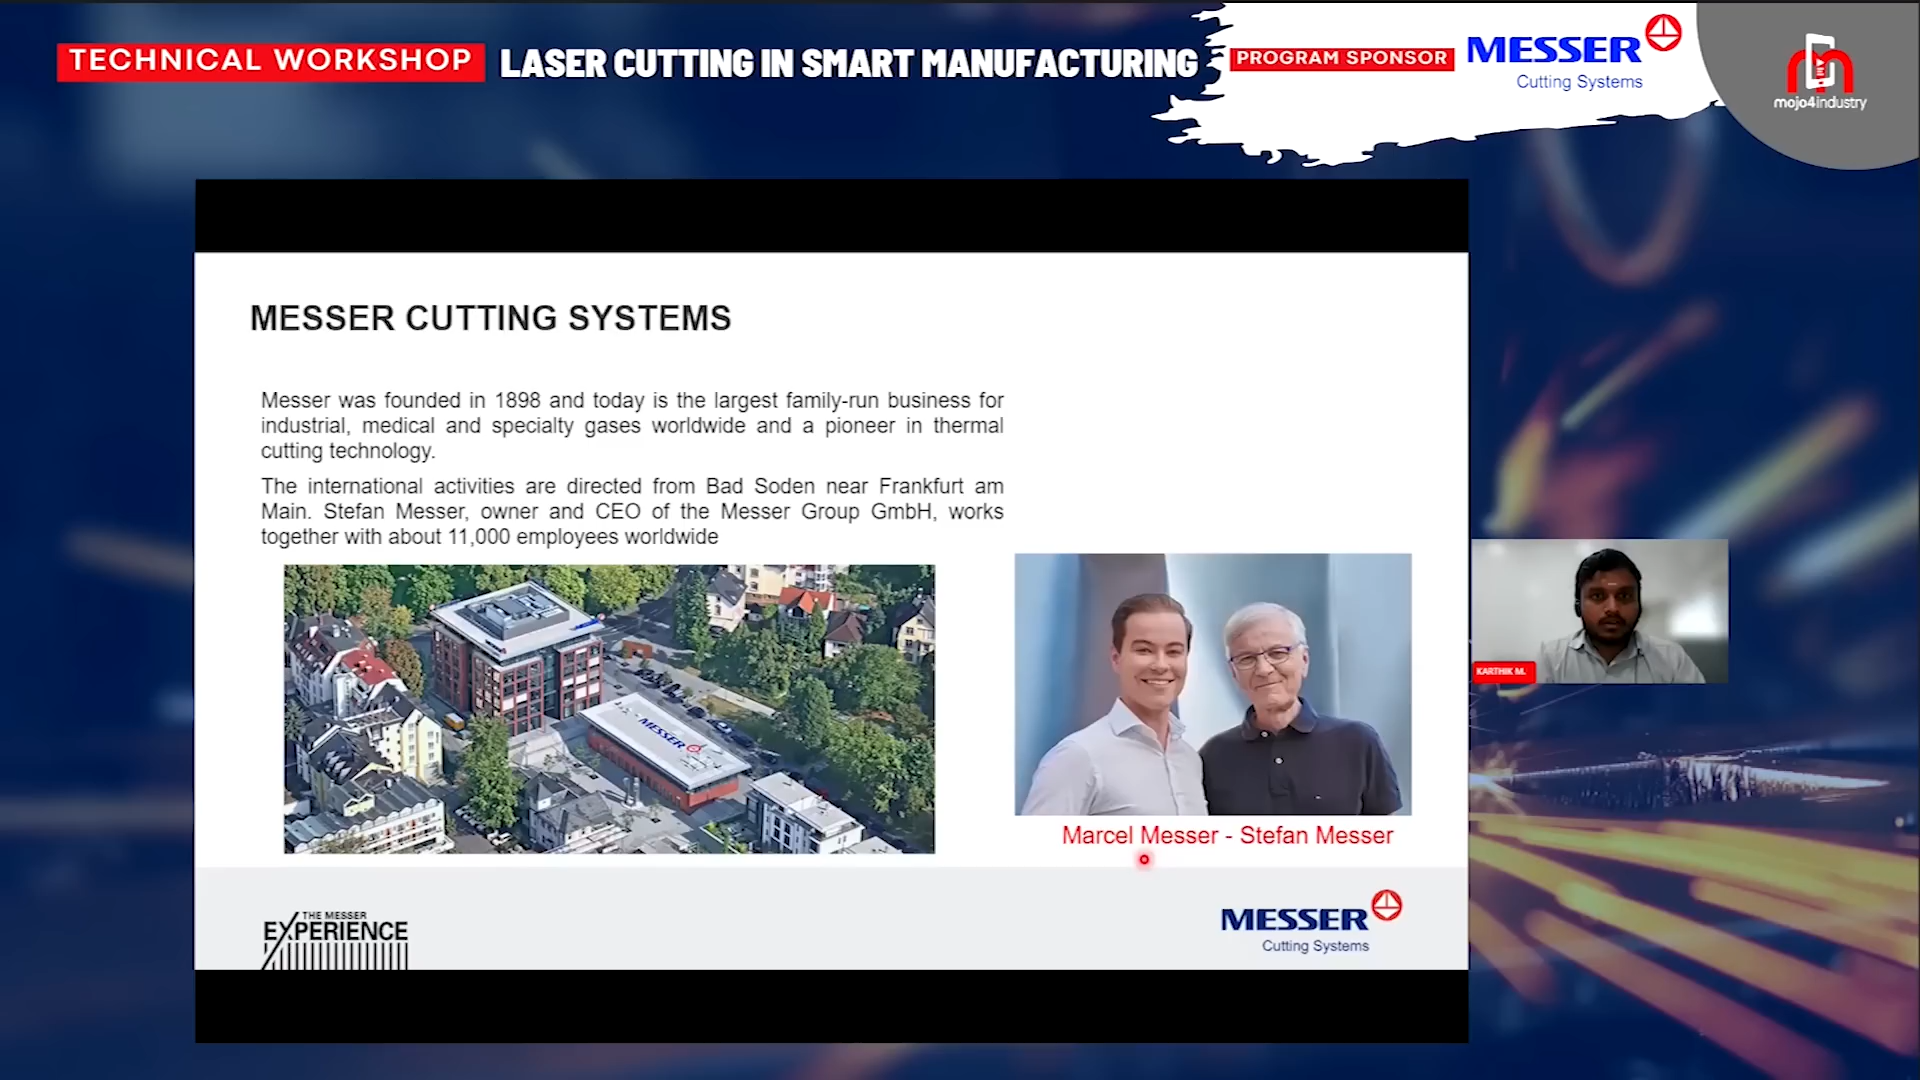 TECHNICAL WORKSHOP
LASER CUTTING IN SMART MANUFACTURING
PROGRAM SPONSOR
MESSER
Cutting Systems
mojo4industry
MESSER CUTTING SYSTEMS
Messer was founded in 1898 and today is the largest family-run business for
industrial, medical and specialty gases worldwide and a pioneer in thermal
cutting technology.
The international activities are directed from Bad Soden near Frankfurt am
Main. Stefan Messer, owner and CEO of the Messer Group GmbH, works
together with about 11,000 employees worldwide
MESSER
KARTHIK M.
Marcel Messer - Stefan Messer
THE MESSER
EXPERIENCE
MESSER
Cutting Systems